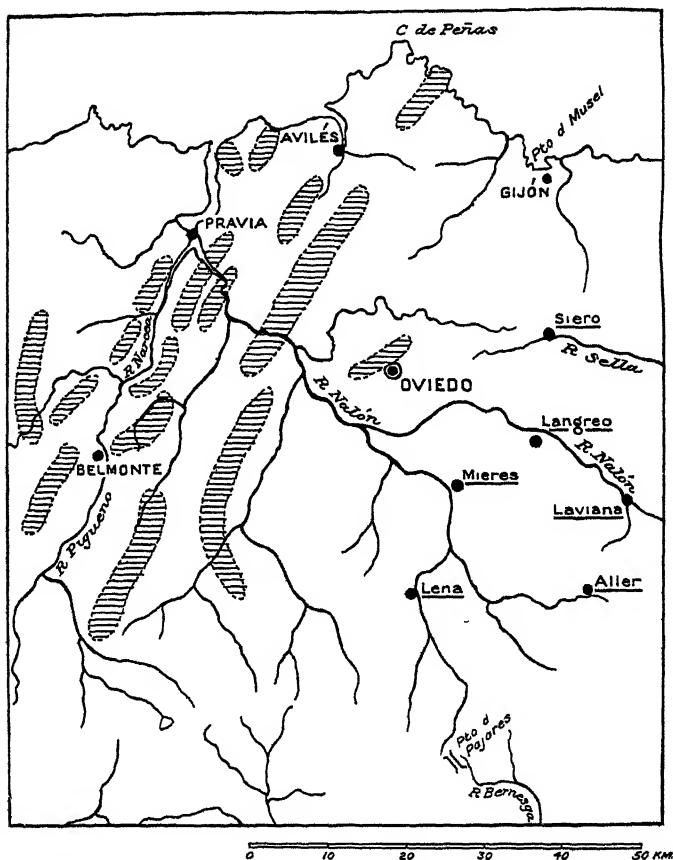 C de Peñas
Pto d Musel
AVILÉS
GIJÓN
PRAVIA
R Narcea
Siero
R Sella
OVIEDO
R Nalón
Langreo
R Nalón
BELMONTE
Mieres
Laviana
R Pigueno
Lena
Aller
Pto d
Pajares
R Bernesga
0 10 20 30 40 50 KM.